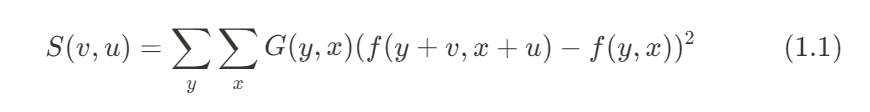 S(v, u) = ∑_y ∑_x G(y, x)(f(y + v, x + u) − f(y, x))² (1.1)